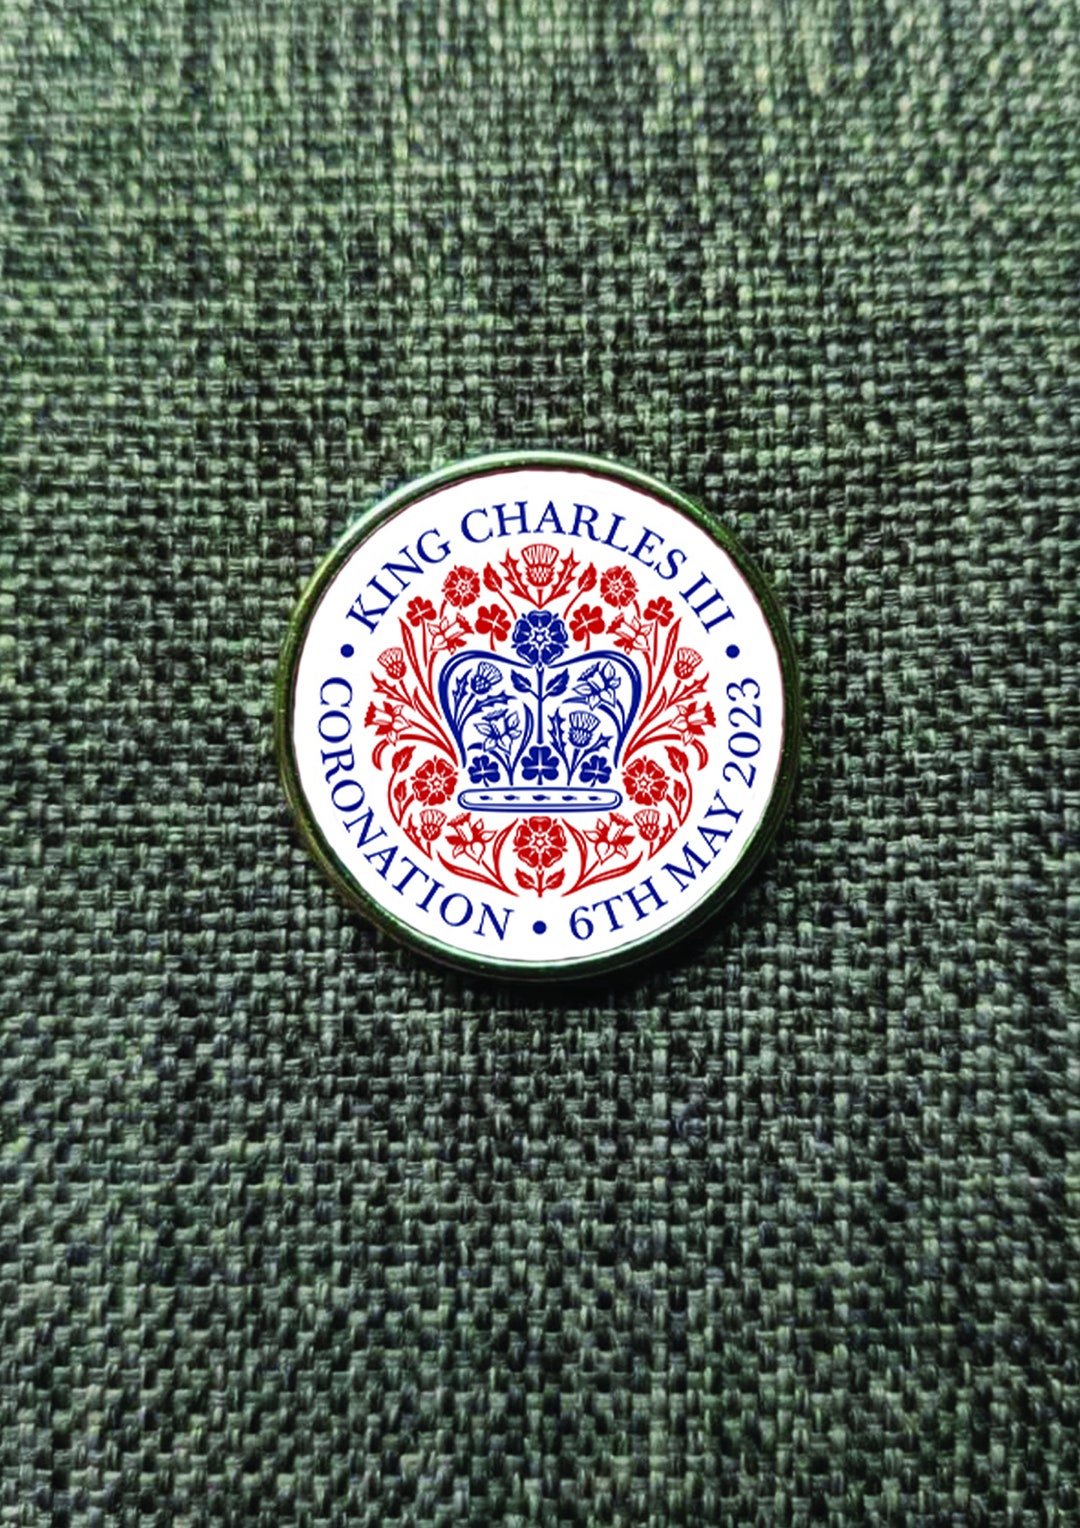 • KING CHARLES III •
CORONATION • 6TH MAY 2023